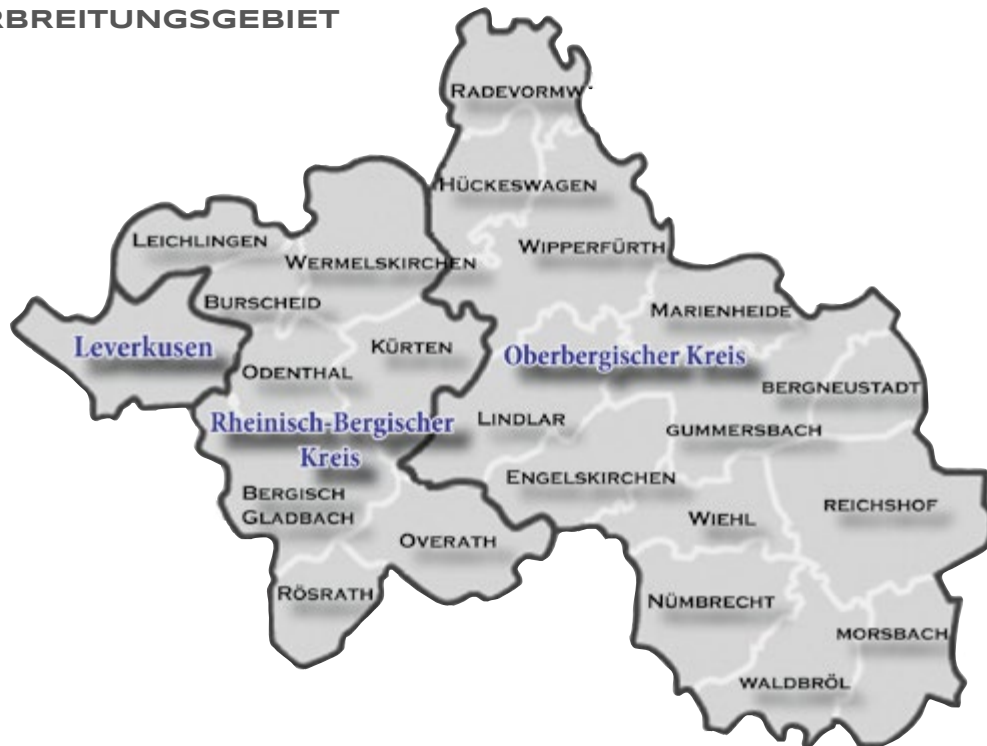 RBREITUNGSGEBIET
RADEVORMW
HÜCKESWAGEN
LEICHLINGEN
WIPPERFÜRTH
WERMELSKIRCHEN
BURSCHEID
MARIENHEIDE
Leverkusen
KÜRTEN
Oberbergischer Kreis
ODENTHAL
BERGNEUSTADT
Rheinisch-Bergischer
Kreis
LINDLAR
GUMMERSBACH
ENGELSKIRCHEN
BERGISCH
GLADBACH
WIEHL
REICHSHOF
OVERATH
RÖSRATH
NÜMBRECHT
MORSBACH
WALDBRÖL